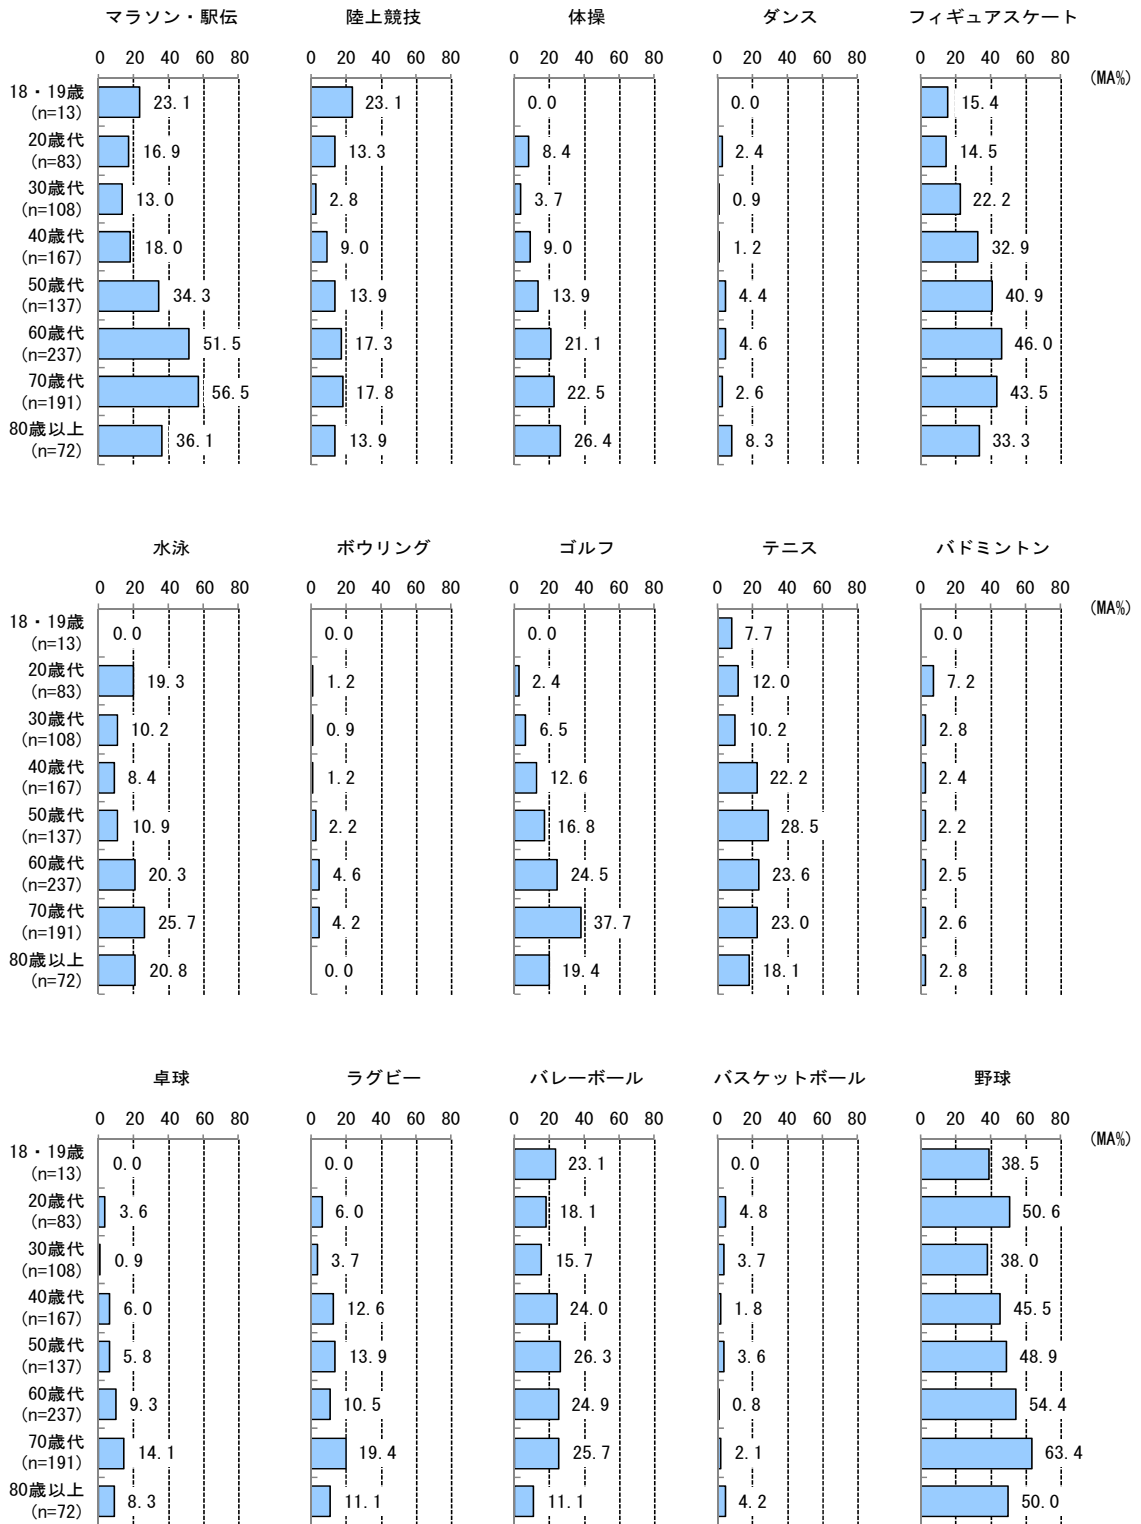 マラソン・駅伝 陸上競技 体操 ダンス フィギュアスケート
0 20 40 60 80 0 20 40 60 80 0 20 40 60 80 0 20 40 60 80 0 20 40 60 80
(MA%)
18・19歳 23.1 23.1 0.0 0.0 15.4
(n=13)
20歳代 16.9 13.3 8.4 2.4 14.5
(n=83)
30歳代 13.0 2.8 3.7 0.9 22.2
(n=108)
40歳代 18.0 9.0 9.0 1.2 32.9
(n=167)
50歳代 34.3 13.9 13.9 4.4 40.9
(n=137)
60歳代 51.5 17.3 21.1 4.6 46.0
(n=237)
70歳代 56.5 17.8 22.5 2.6 43.5
(n=191)
80歳以上 36.1 13.9 26.4 8.3 33.3
(n=72)
水泳 ボウリング ゴルフ テニス バドミントン
0 20 40 60 80 0 20 40 60 80 0 20 40 60 80 0 20 40 60 80 0 20 40 60 80
(MA%)
18・19歳 0.0 0.0 0.0 7.7 0.0
(n=13)
20歳代 19.3 1.2 2.4 12.0 7.2
(n=83)
30歳代 10.2 0.9 6.5 10.2 2.8
(n=108)
40歳代 8.4 1.2 12.6 22.2 2.4
(n=167)
50歳代 10.9 2.2 16.8 28.5 2.2
(n=137)
60歳代 20.3 4.6 24.5 23.6 2.5
(n=237)
70歳代 25.7 4.2 37.7 23.0 2.6
(n=191)
80歳以上 20.8 0.0 19.4 18.1 2.8
(n=72)
卓球 ラグビー バレーボール バスケットボール 野球
0 20 40 60 80 0 20 40 60 80 0 20 40 60 80 0 20 40 60 80 0 20 40 60 80
(MA%)
18・19歳 0.0 0.0 23.1 0.0 38.5
(n=13)
20歳代 3.6 6.0 18.1 4.8 50.6
(n=83)
30歳代 0.9 3.7 15.7 3.7 38.0
(n=108)
40歳代 6.0 12.6 24.0 1.8 45.5
(n=167)
50歳代 5.8 13.9 26.3 3.6 48.9
(n=137)
60歳代 9.3 10.5 24.9 0.8 54.4
(n=237)
70歳代 14.1 19.4 25.7 2.1 63.4
(n=191)
80歳以上 8.3 11.1 11.1 4.2 50.0
(n=72)